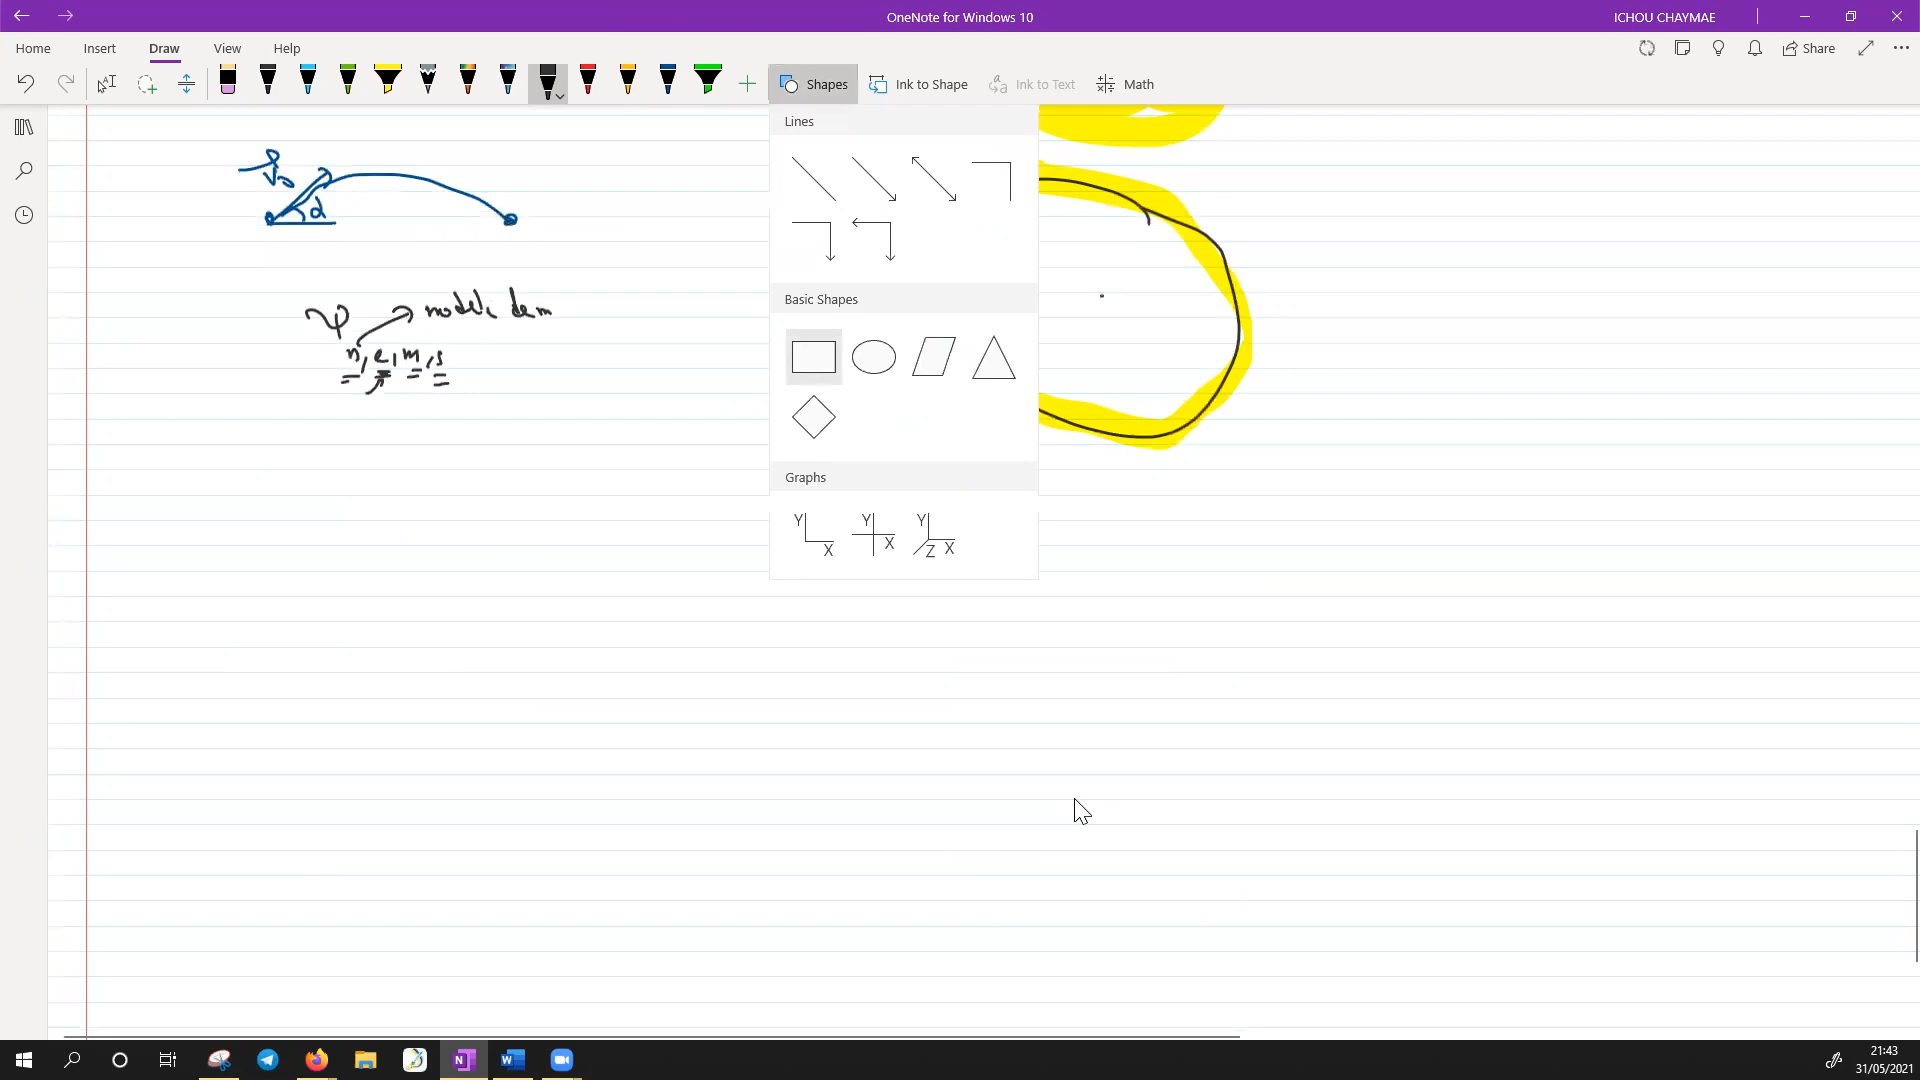 OneNote for Windows 10
ICHOU CHAYMAE
Home Insert Draw View Help
Share
Shapes
Ink to Shape
Ink to Text
Math
Lines
Basic Shapes
Graphs
Y X
Y X
Y Z X
V0
α
Ψ
n, e, m, s
21:43
31/05/2021